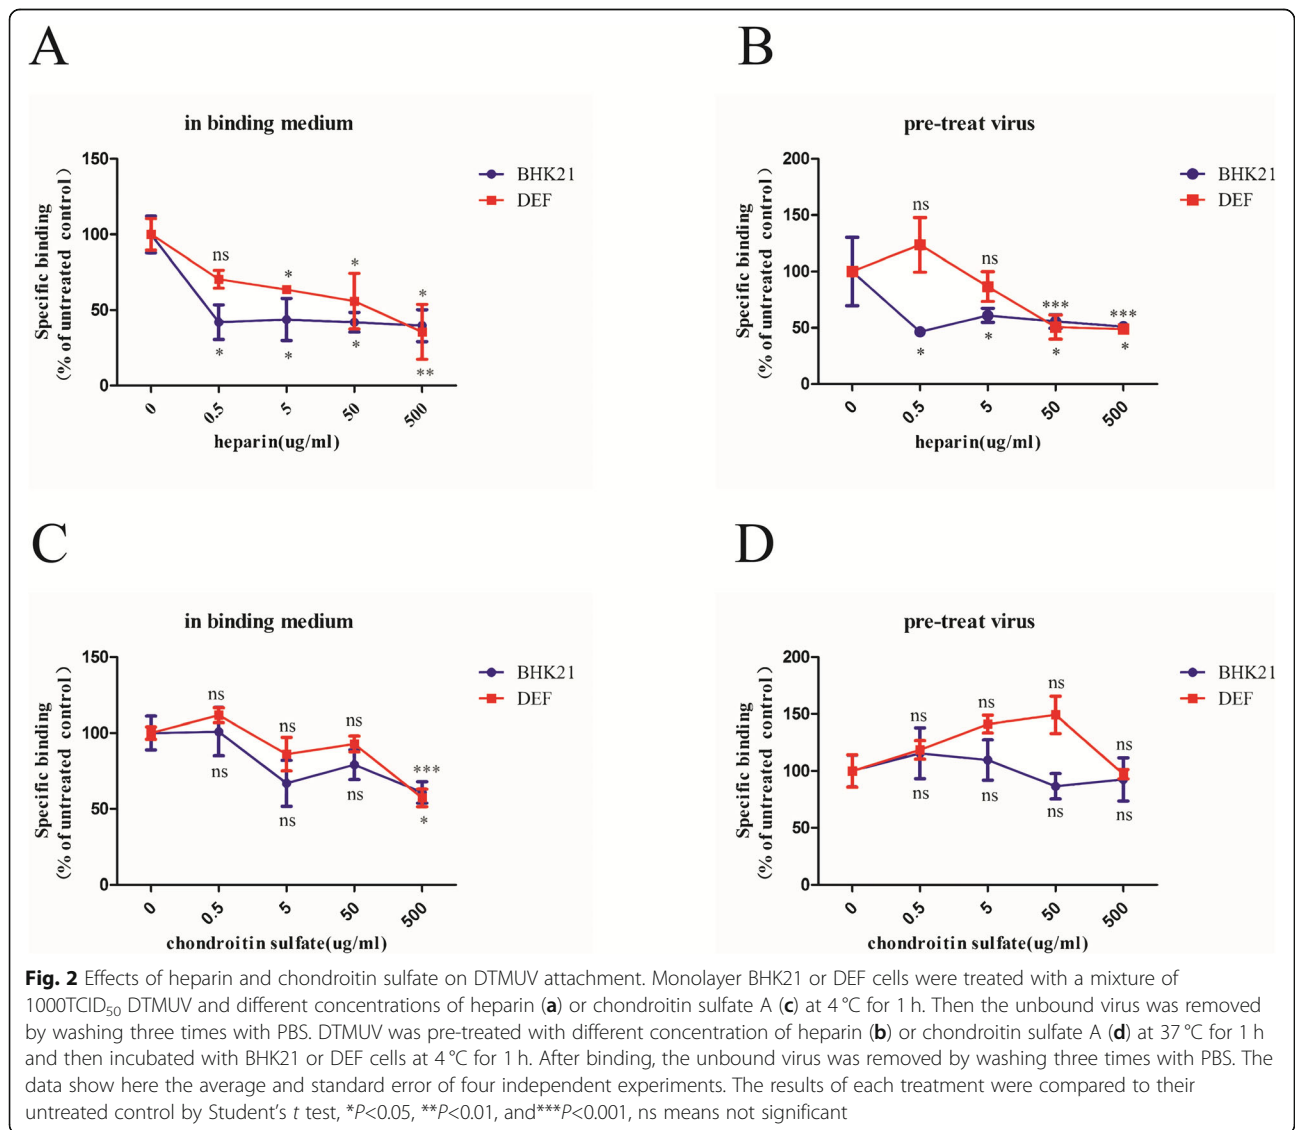 A
in binding medium
Specific binding
(% of untreated control)
150
100
50
0
ns
*
*
*
*
*
*
**
0
0.5
5
50
500
heparin(ug/ml)
BHK21
DEF
B
pre-treat virus
Specific binding
(% of untreated control)
200
150
100
50
0
ns
ns
***
***
*
*
*
*
0
0.5
5
50
500
heparin(ug/ml)
BHK21
DEF
C
in binding medium
Specific binding
(% of untreated control)
150
100
50
0
ns
ns
ns
***
ns
ns
ns
*
0
0.5
5
50
500
chondroitin sulfate(ug/ml)
BHK21
DEF
D
pre-treat virus
Specific binding
(% of untreated control)
200
150
100
50
0
ns
ns
ns
ns
ns
ns
ns
ns
0
0.5
5
50
500
chondroitin sulfate(ug/ml)
BHK21
DEF
Fig. 2 Effects of heparin and chondroitin sulfate on DTMUV attachment. Monolayer BHK21 or DEF cells were treated with a mixture of
1000TCID50 DTMUV and different concentrations of heparin (a) or chondroitin sulfate A (c) at 4 °C for 1 h. Then the unbound virus was removed
by washing three times with PBS. DTMUV was pre-treated with different concentration of heparin (b) or chondroitin sulfate A (d) at 37 °C for 1 h
and then incubated with BHK21 or DEF cells at 4 °C for 1 h. After binding, the unbound virus was removed by washing three times with PBS. The
data show here the average and standard error of four independent experiments. The results of each treatment were compared to their
untreated control by Student's t test, *P<0.05, **P<0.01, and***P<0.001, ns means not significant